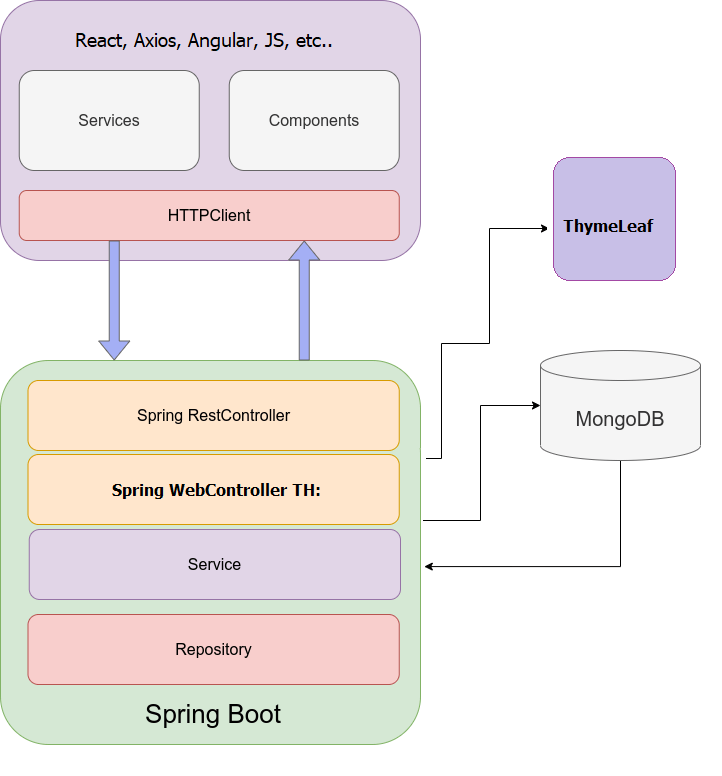 React, Axios, Angular, JS, etc..
Services
Components
HTTPClient
ThymeLeaf
MongoDB
Spring RestController
Spring WebController TH:
Service
Repository
Spring Boot